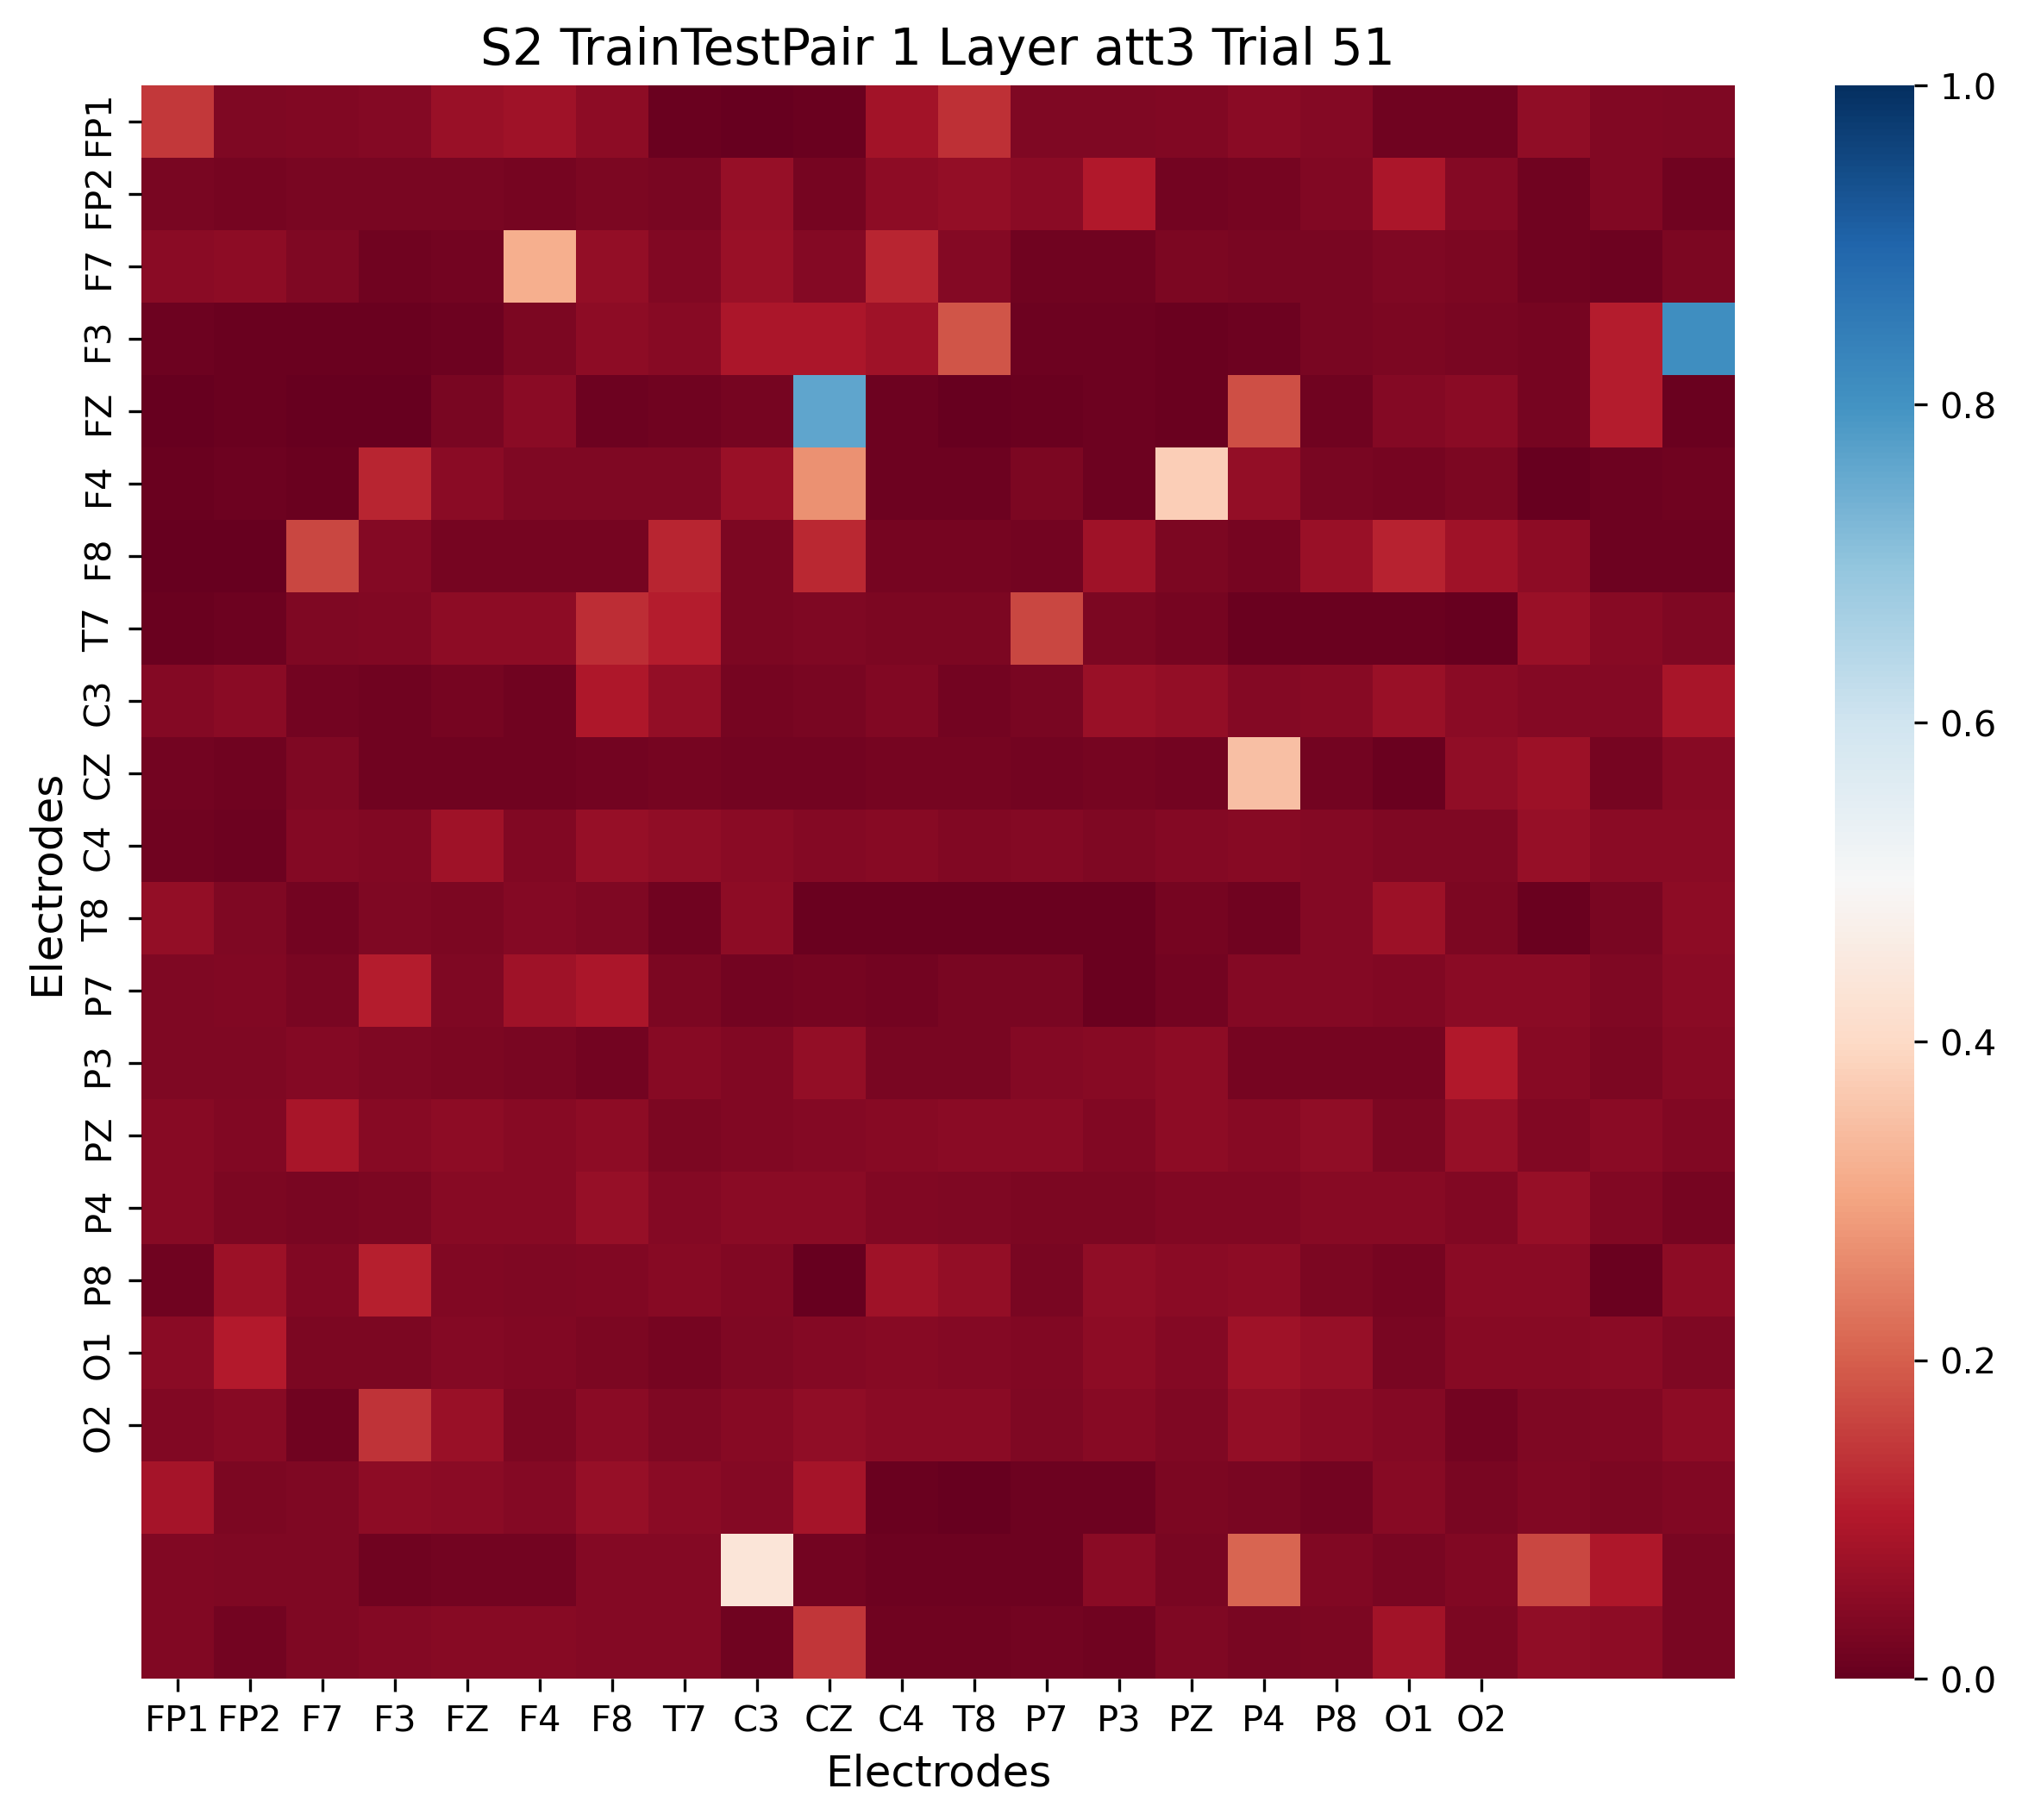 S2 TrainTestPair 1 Layer att3 Trial 51
Electrodes
FP1
FP2
F7
F3
FZ
F4
F8
T7
C3
CZ
C4
T8
P7
P3
PZ
P4
P8
O1
O2
FP1 FP2 F7 F3 FZ F4 F8 T7 C3 CZ C4 T8 P7 P3 PZ P4 P8 O1 O2
Electrodes
1.0
0.8
0.6
0.4
0.2
0.0